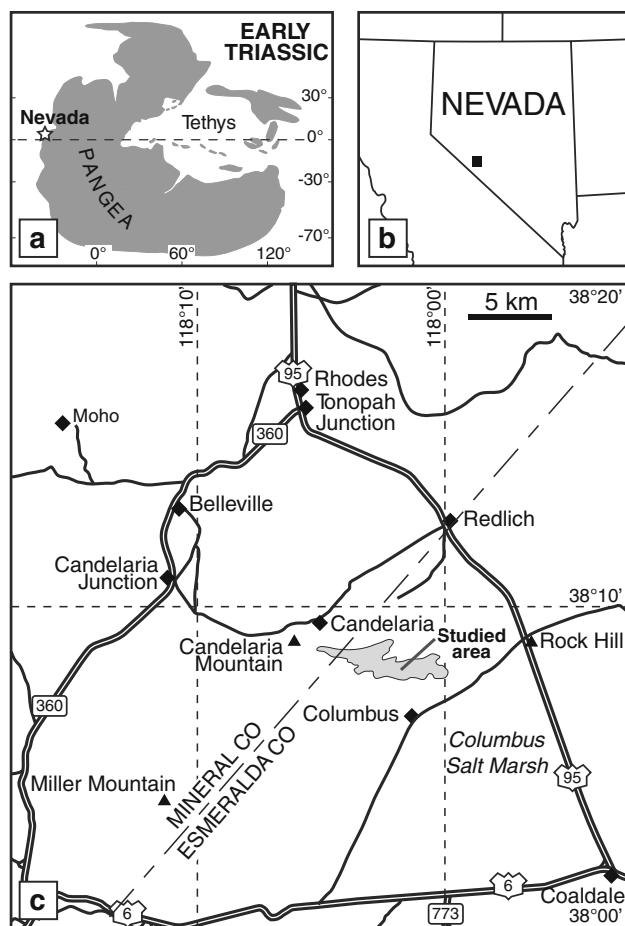 EARLY
TRIASSIC
Nevada
Tethys
PANGEA
30°
0°
-30°
-70°
0°
60°
120°
a
NEVADA
b
118°10'
118°00'
5 km
38°20'
95
Rhodes
Tonopah
Junction
Moho
360
Belleville
Redlich
Candelaria
Junction
38°10'
Candelaria
Candelaria
Mountain
Studied
area
Rock Hill
360
Columbus
Columbus
Salt Marsh
MINERAL CO
ESMERALDA CO
Miller Mountain
95
c
6
6
773
Coaldale
38°00'